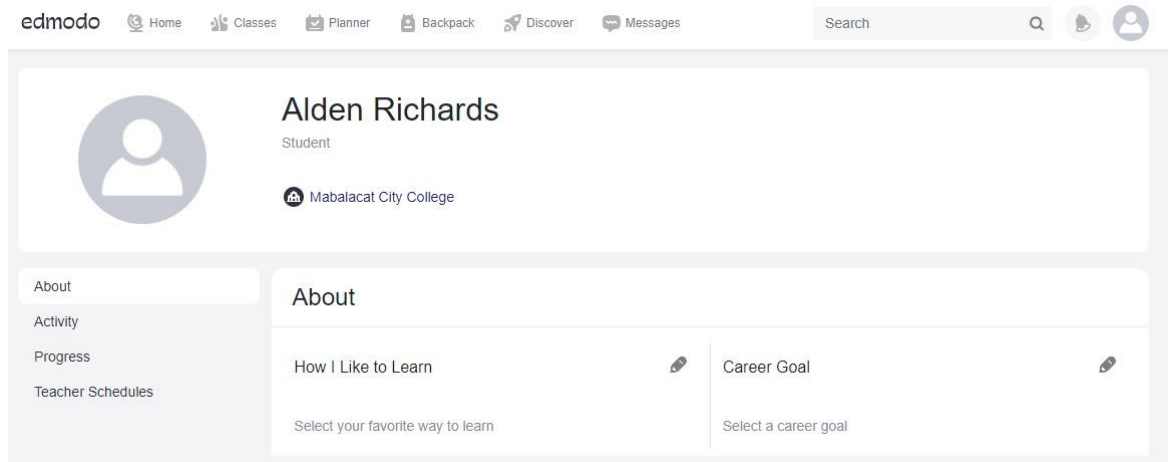 edmodo Home Classes Planner Backpack Discover Messages Search
Alden Richards
Student
Mabalacat City College
About
Activity
Progress
Teacher Schedules
About
How I Like to Learn
Select your favorite way to learn
Career Goal
Select a career goal